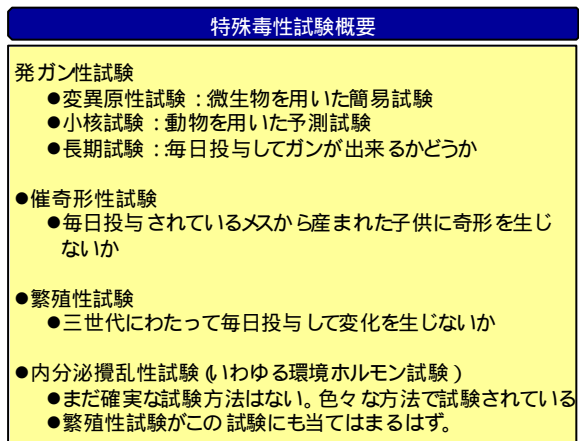 特殊毒性試験概要
発ガン性試験
●変異原性試験：微生物を用いた簡易試験
●小核試験：動物を用いた予測試験
●長期試験：毎日投与してガンが出来るかどうか
●催奇形性試験
●毎日投与されているメスから産まれた子供に奇形を生じ
ないか
●繁殖性試験
●三世代にわたって毎日投与して変化を生じないか
●内分泌攪乱性試験（いわゆる環境ホルモン試験）
●まだ確実な試験方法はない。色々な方法で試験されている
●繁殖性試験がこの試験にも当てはまるはず。